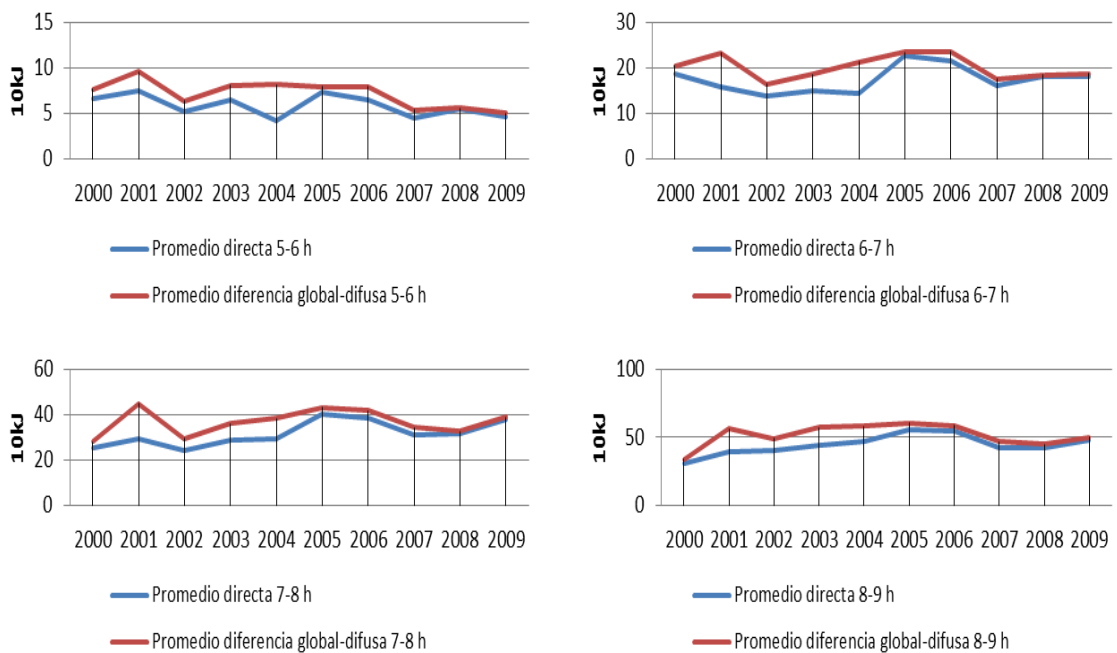 15
10
5
0
10kJ
2000 2001 2002 2003 2004 2005 2006 2007 2008 2009
Promedio directa 5-6 h
Promedio diferencia global-difusa 5-6 h
30
20
10
0
10kJ
2000 2001 2002 2003 2004 2005 2006 2007 2008 2009
Promedio directa 6-7 h
Promedio diferencia global-difusa 6-7 h
60
40
20
0
10kJ
2000 2001 2002 2003 2004 2005 2006 2007 2008 2009
Promedio directa 7-8 h
Promedio diferencia global-difusa 7-8 h
100
50
0
10kJ
2000 2001 2002 2003 2004 2005 2006 2007 2008 2009
Promedio directa 8-9 h
Promedio diferencia global-difusa 8-9 h